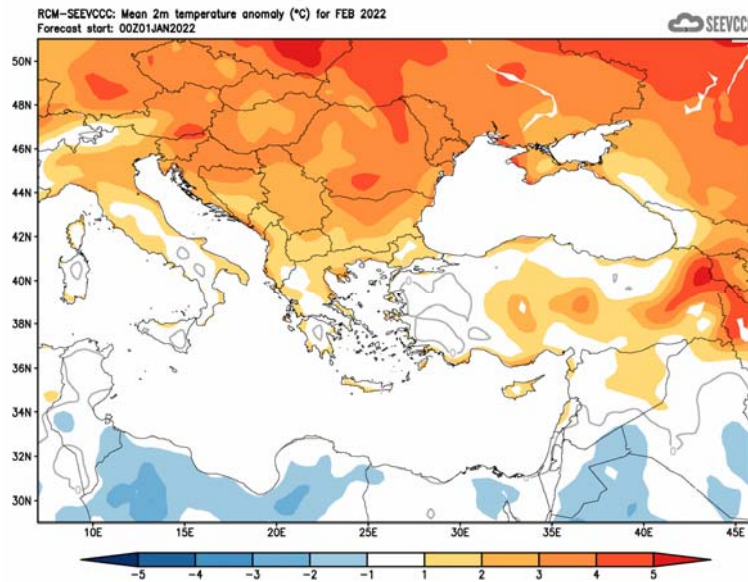 RCM-SEEVCCC: Mean 2m temperature anomaly (°C) for FEB 2022
Forecast start: 00Z01JAN2022
SEEVCCC
50N
48N
46N
44N
42N
40N
38N
36N
34N
32N
30N
10E 15E 20E 25E 30E 35E 40E 45E
-5 -4 -3 -2 -1 1 2 3 4 5